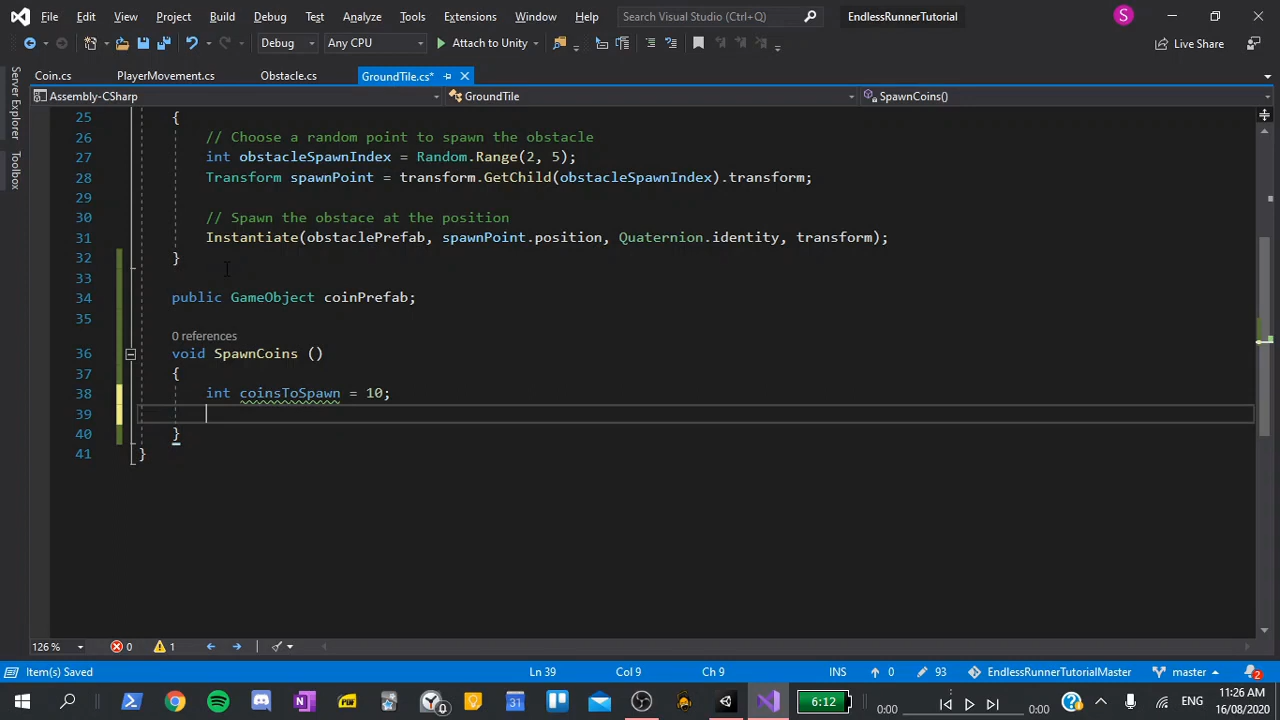 File Edit View Project Build Debug Test Analyze Tools Extensions Window Help Search Visual Studio (Ctrl+Q) EndlessRunnerTutorial S
Debug Any CPU Attach to Unity Live Share
Server Explorer
Toolbox
Coin.cs PlayerMovement.cs Obstacle.cs GroundTile.cs*
Assembly-CSharp GroundTile SpawnCoins()
25 {
26 // Choose a random point to spawn the obstacle
27 int obstacleSpawnIndex = Random.Range(2, 5);
28 Transform spawnPoint = transform.GetChild(obstacleSpawnIndex).transform;
29
30 // Spawn the obstace at the position
31 Instantiate(obstaclePrefab, spawnPoint.position, Quaternion.identity, transform);
32 }
33
34 public GameObject coinPrefab;
35
0 references
36 void SpawnCoins ()
37 {
38 int coinsToSpawn = 10;
39
40 }
41 }
126 % 0 1
Item(s) Saved Ln 39 Col 9 Ch 9 INS 0 93 EndlessRunnerTutorialMaster master 2
6:12 0:00 0:00 ENG 11:26 AM
16/08/2020